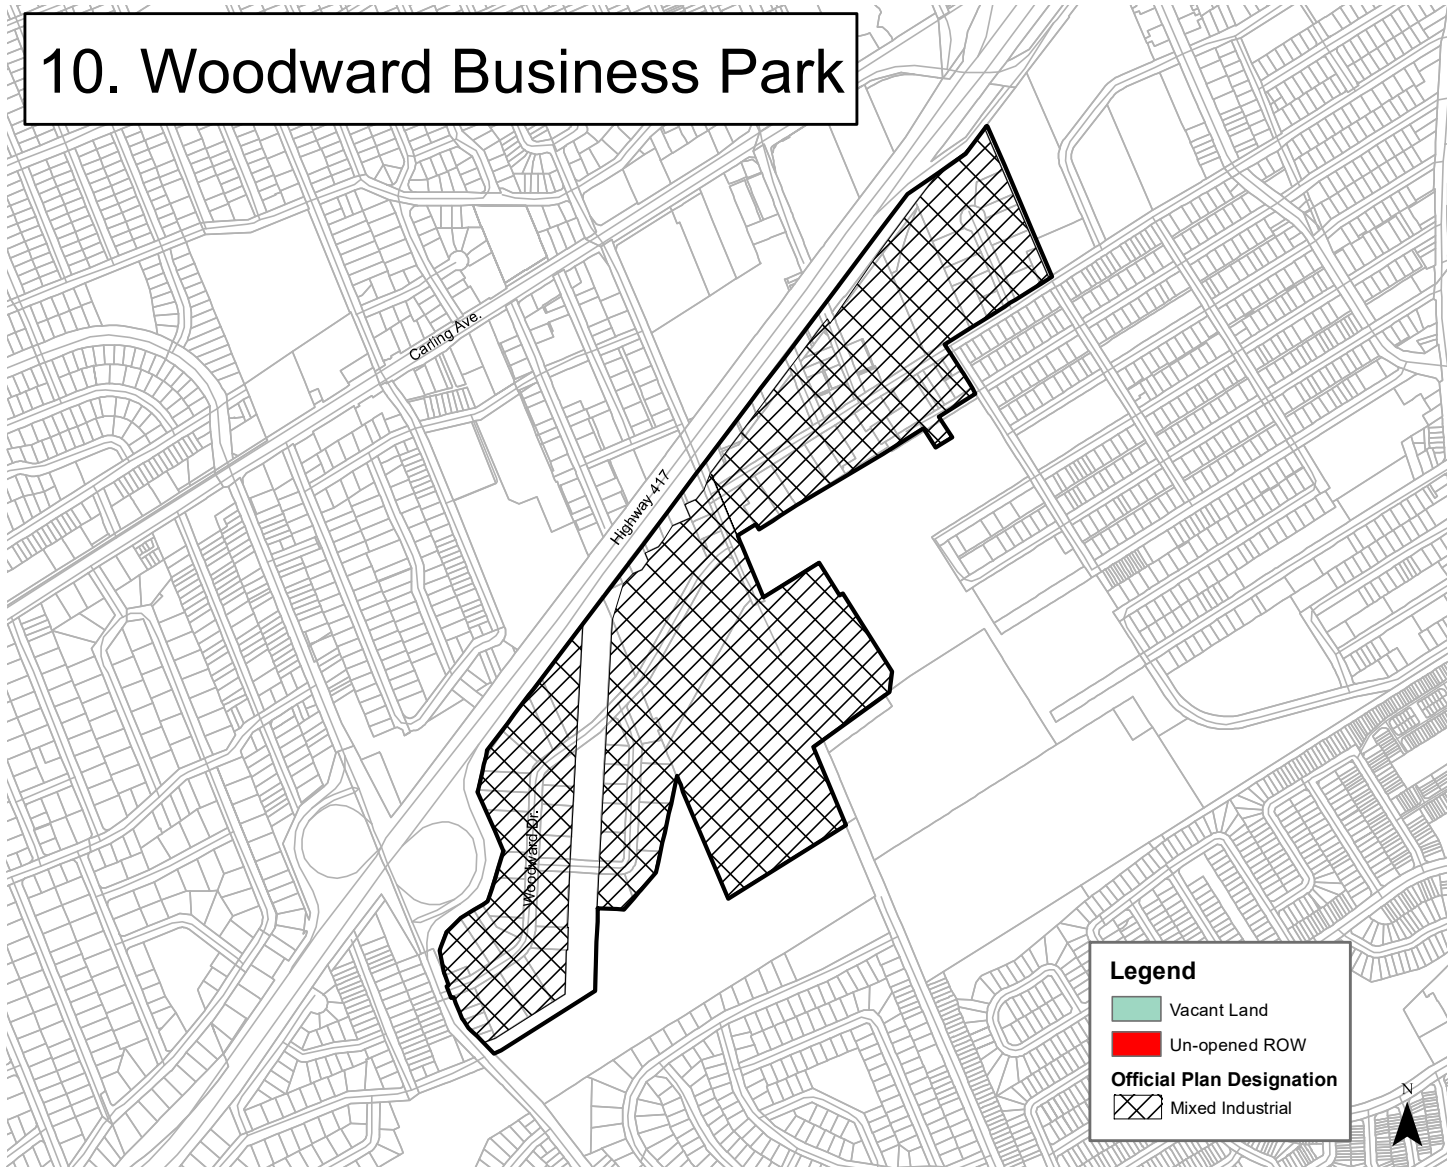 10. Woodward Business Park
Carling Ave.
Highway 417
Woodward Dr.
Legend
Vacant Land
Un-opened ROW
Official Plan Designation
Mixed Industrial
N